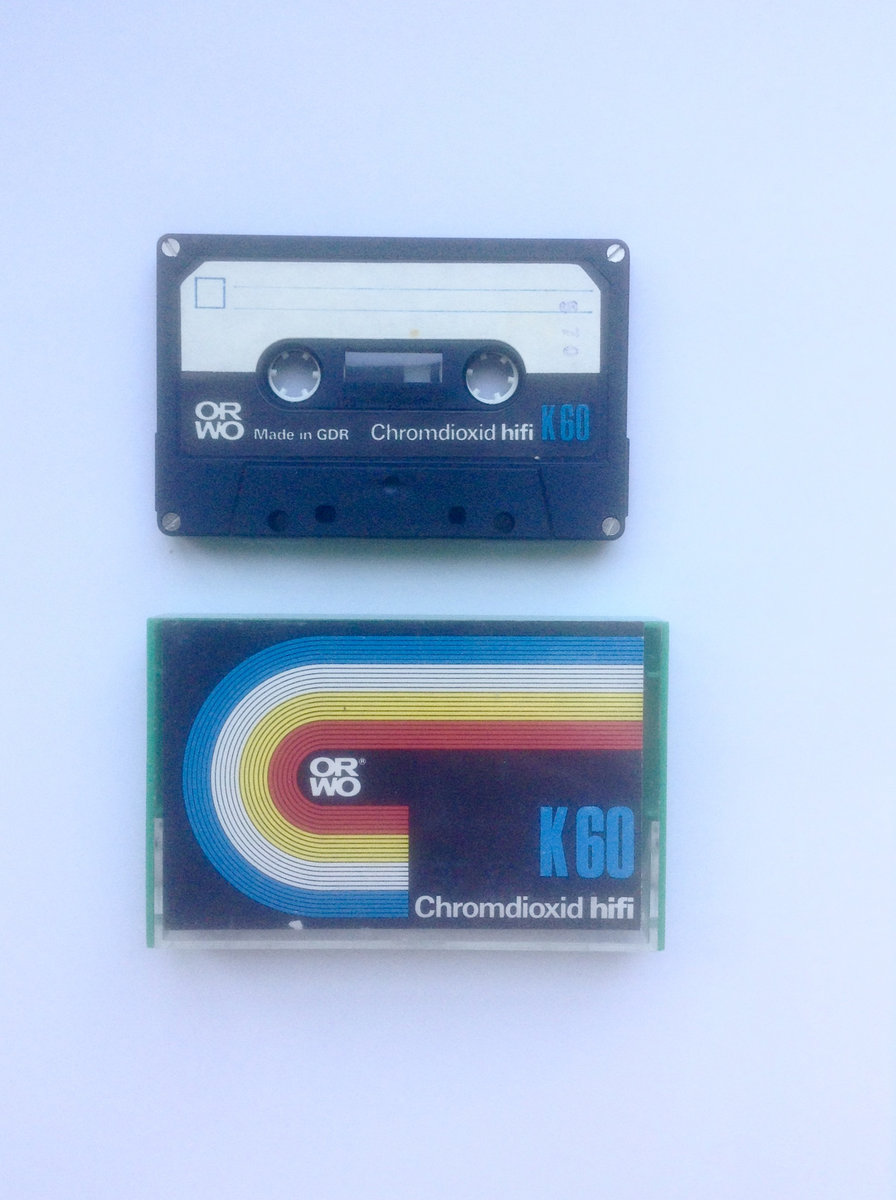 OR
WO
Made in GDR
Chromdioxid hifi
K 60
OR
WO®
K 60
Chromdioxid hifi